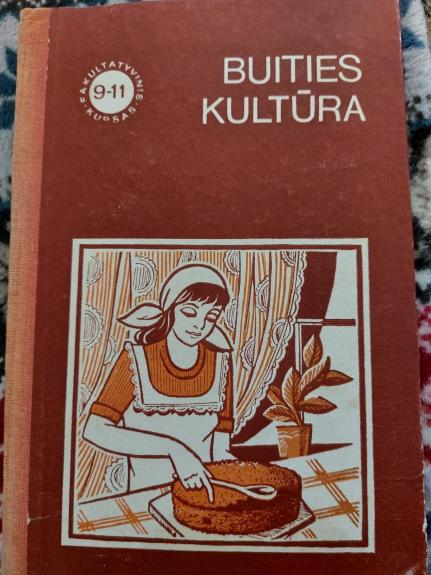 FAKULTATYVINIS
9-11
KURSAS
BUITIES
KULTŪRA